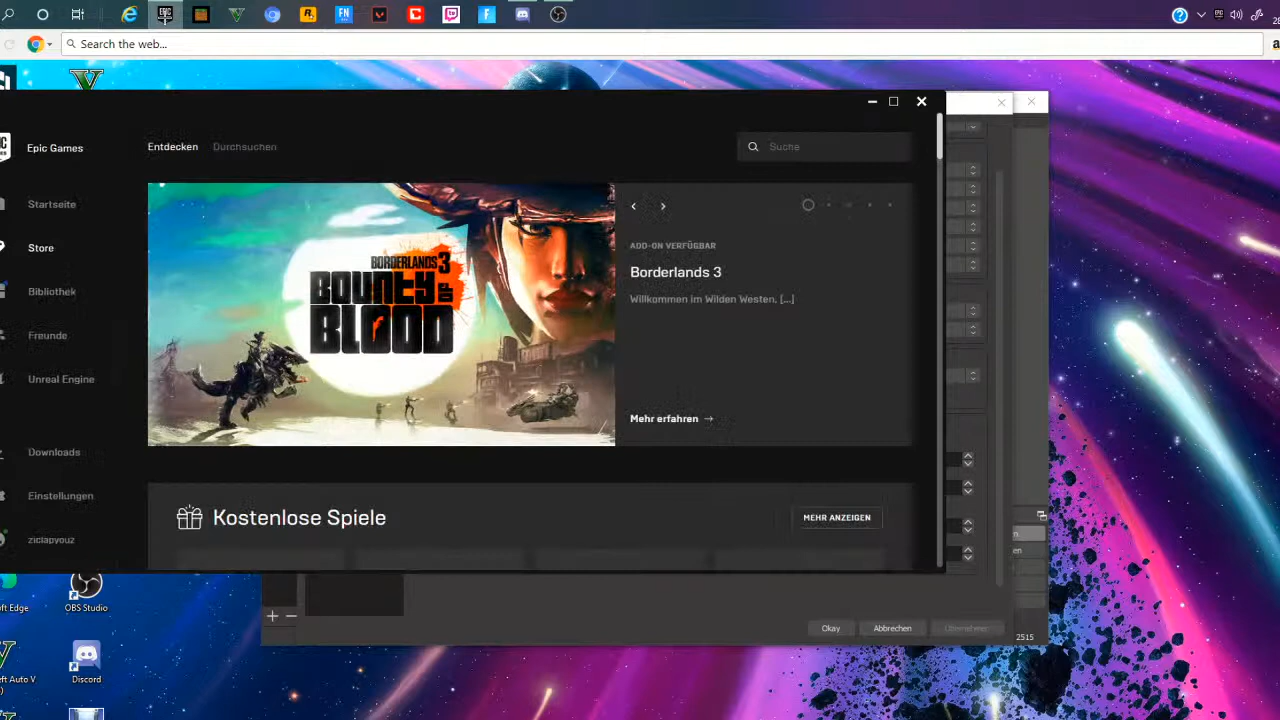 Search the web...
Epic Games
Entdecken
Durchsuchen
Suche
Startseite
Store
Bibliothek
Freunde
Unreal Engine
Downloads
Einstellungen
ziclapyouz
BORDERLANDS 3
BOUNTY OF
BLOOD
ADD-ON VERFÜGBAR
Borderlands 3
Willkommen im Wilden Westen, [...]
Mehr erfahren →
Kostenlose Spiele
MEHR ANZEIGEN
Okay
Abbrechen
Übernehmen
2515
OBS Studio
Discord